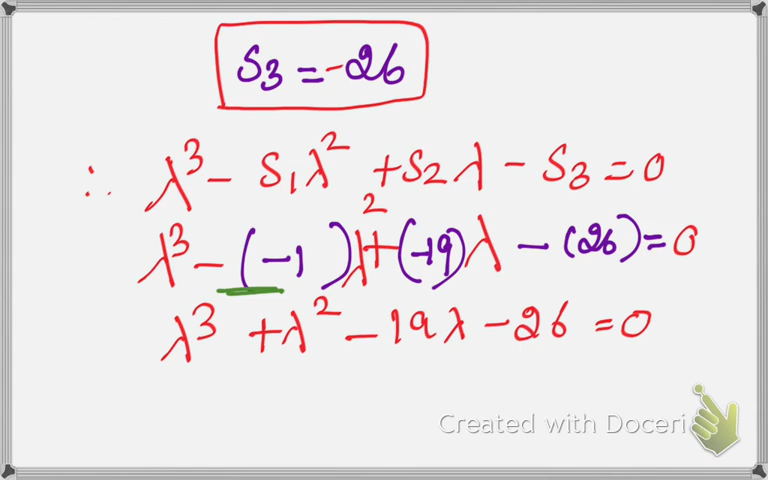 S₃ = -26
∴ λ³ - S₁λ² + S₂λ - S₃ = 0
λ³ - (-1)λ² + (-19)λ - (26) = 0
λ³ + λ² - 19λ - 26 = 0
Created with Doceri